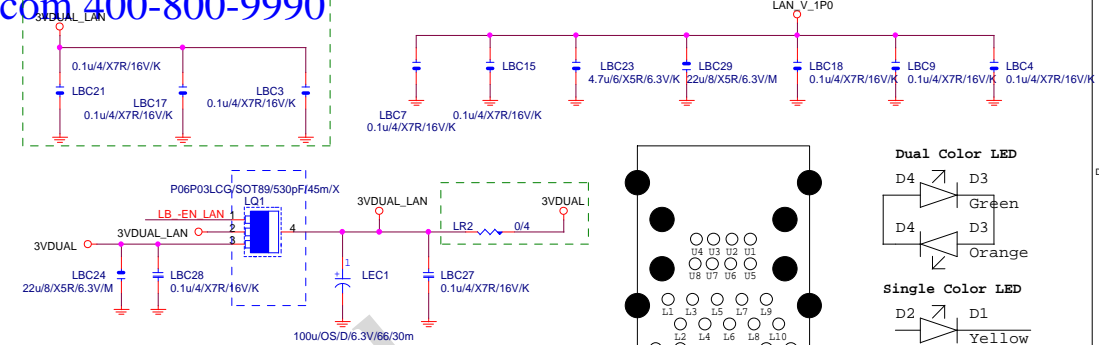 com 400-800-9990
3VDUAL_LAN
0.1u/4/X7R/16V/K
LBC21
LBC17
0.1u/4/X7R/16V/K
LBC3
0.1u/4/X7R/16V/K
LAN_V_1P0
LBC7
0.1u/4/X7R/16V/K
LBC15
0.1u/4/X7R/16V/K
LBC23
4.7u/6/X5R/6.3V/K
LBC29
22u/8/X5R/6.3V/M
LBC18
0.1u/4/X7R/16V/K
LBC9
0.1u/4/X7R/16V/K
LBC4
0.1u/4/X7R/16V/K
P06P03LCG/SOT89/530pF/45m/X
LQ1
LB_-EN_LAN
1
3VDUAL_LAN
2
3VDUAL
3
4
LBC24
22u/8/X5R/6.3V/M
LBC28
0.1u/4/X7R/16V/K
3VDUAL_LAN
1
+
LEC1
100u/OS/D/6.3V/66/30m
LBC27
0.1u/4/X7R/16V/K
LR2
0/4
3VDUAL
U4 U3 U2 U1
U8 U7 U6 U5
L1 L3 L5 L7 L9
L2 L4 L6 L8 L10
Dual Color LED
D4 D3
Green
D4 D3
Orange
Single Color LED
D2 D1
Yellow
D